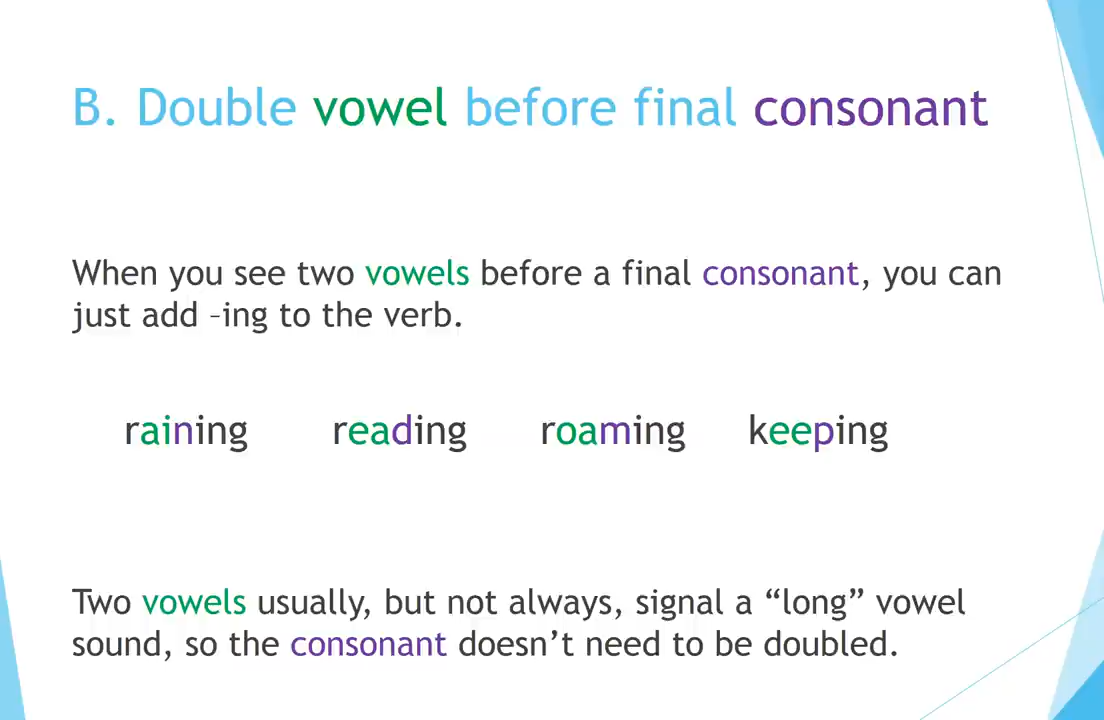 B. Double vowel before final consonant
When you see two vowels before a final consonant, you can
just add –ing to the verb.
raining reading roaming keeping
Two vowels usually, but not always, signal a “long” vowel
sound, so the consonant doesn’t need to be doubled.